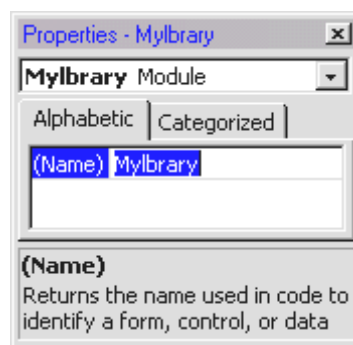 Properties - Mylbrary
Mylbrary Module
Alphabetic Categorized
(Name) Mylbrary
(Name)
Returns the name used in code to
identify a form, control, or data